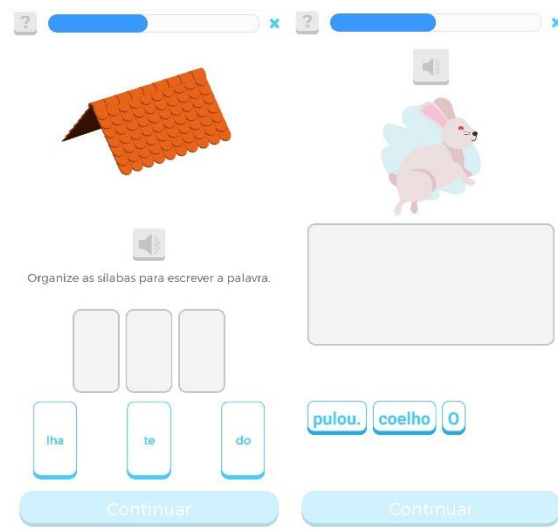 ?
×
Organize as sílabas para escrever a palavra.
lha te do
Continuar
?
×
pulou. coelho O
Continuar